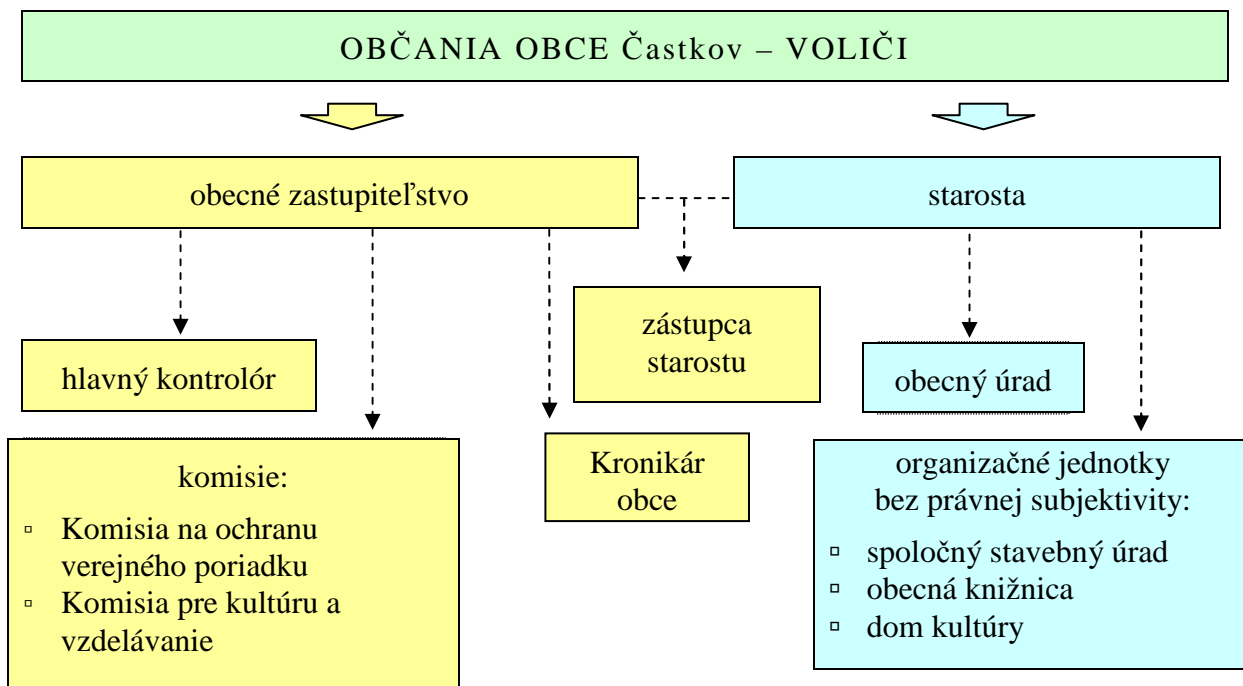 OBČANIA OBCE Častkov – VOLIČI
obecné zastupiteľstvo
starosta
zástupca
starostu
hlavný kontrolór
obecný úrad
komisie:
▫ Komisia na ochranu
verejného poriadku
▫ Komisia pre kultúru a
vzdelávanie
Kronikár
obce
organizačné jednotky
bez právnej subjektivity:
▫ spoločný stavebný úrad
▫ obecná knižnica
▫ dom kultúry